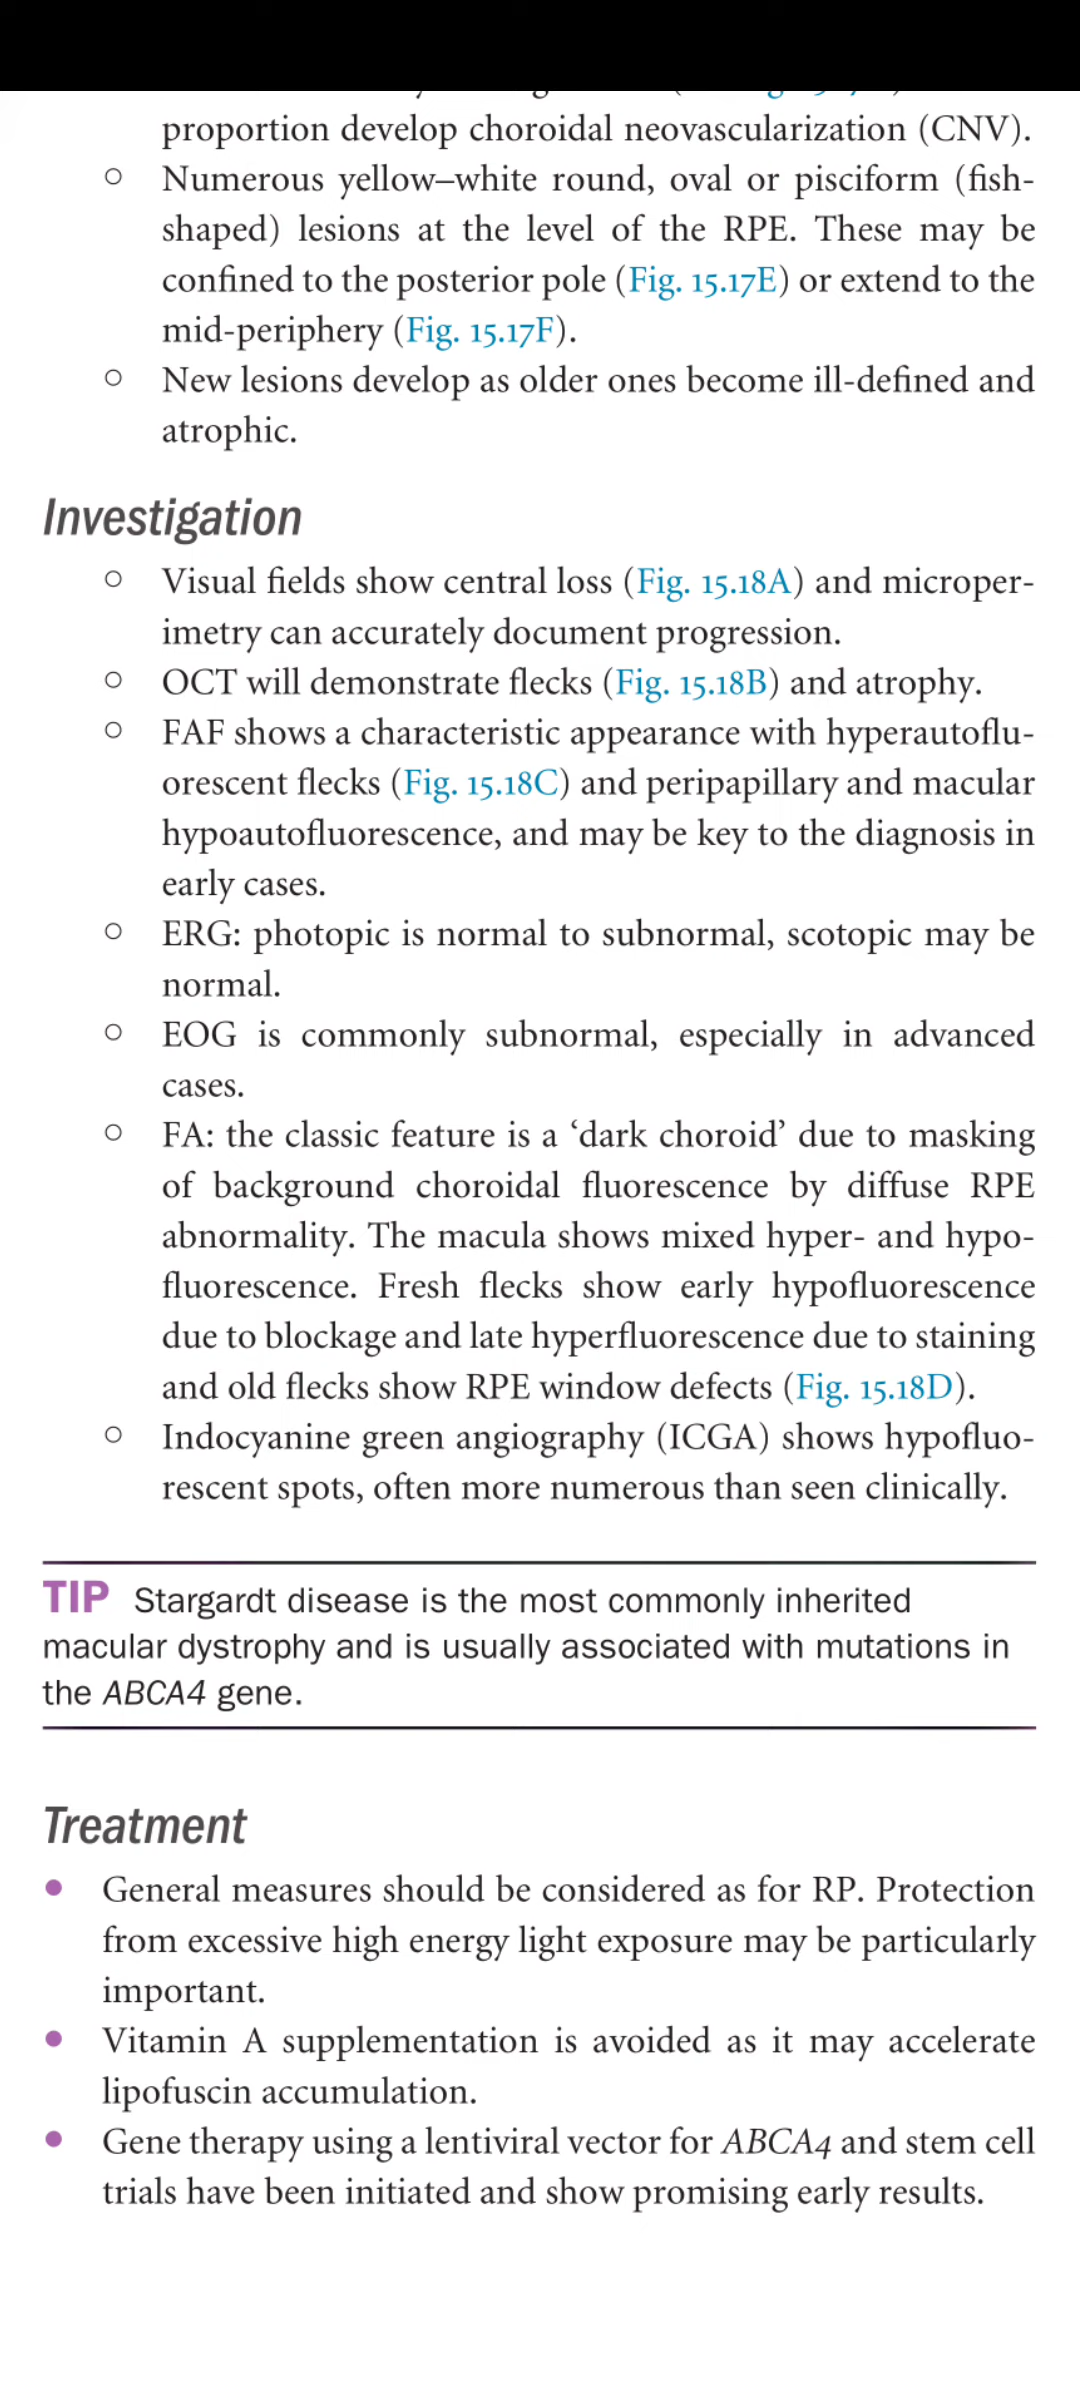 proportion develop choroidal neovascularization (CNV).
○ Numerous yellow–white round, oval or pisciform (fish-
shaped) lesions at the level of the RPE. These may be
confined to the posterior pole (Fig. 15.17E) or extend to the
mid-periphery (Fig. 15.17F).
○ New lesions develop as older ones become ill-defined and
atrophic.
Investigation
○ Visual fields show central loss (Fig. 15.18A) and microper-
imetry can accurately document progression.
○ OCT will demonstrate flecks (Fig. 15.18B) and atrophy.
○ FAF shows a characteristic appearance with hyperautoflu-
orescent flecks (Fig. 15.18C) and peripapillary and macular
hypoautofluorescence, and may be key to the diagnosis in
early cases.
○ ERG: photopic is normal to subnormal, scotopic may be
normal.
○ EOG is commonly subnormal, especially in advanced
cases.
○ FA: the classic feature is a ‘dark choroid’ due to masking
of background choroidal fluorescence by diffuse RPE
abnormality. The macula shows mixed hyper- and hypo-
fluorescence. Fresh flecks show early hypofluorescence
due to blockage and late hyperfluorescence due to staining
and old flecks show RPE window defects (Fig. 15.18D).
○ Indocyanine green angiography (ICGA) shows hypofluo-
rescent spots, often more numerous than seen clinically.
TIP Stargardt disease is the most commonly inherited
macular dystrophy and is usually associated with mutations in
the ABCA4 gene.
Treatment
• General measures should be considered as for RP. Protection
from excessive high energy light exposure may be particularly
important.
• Vitamin A supplementation is avoided as it may accelerate
lipofuscin accumulation.
• Gene therapy using a lentiviral vector for ABCA4 and stem cell
trials have been initiated and show promising early results.